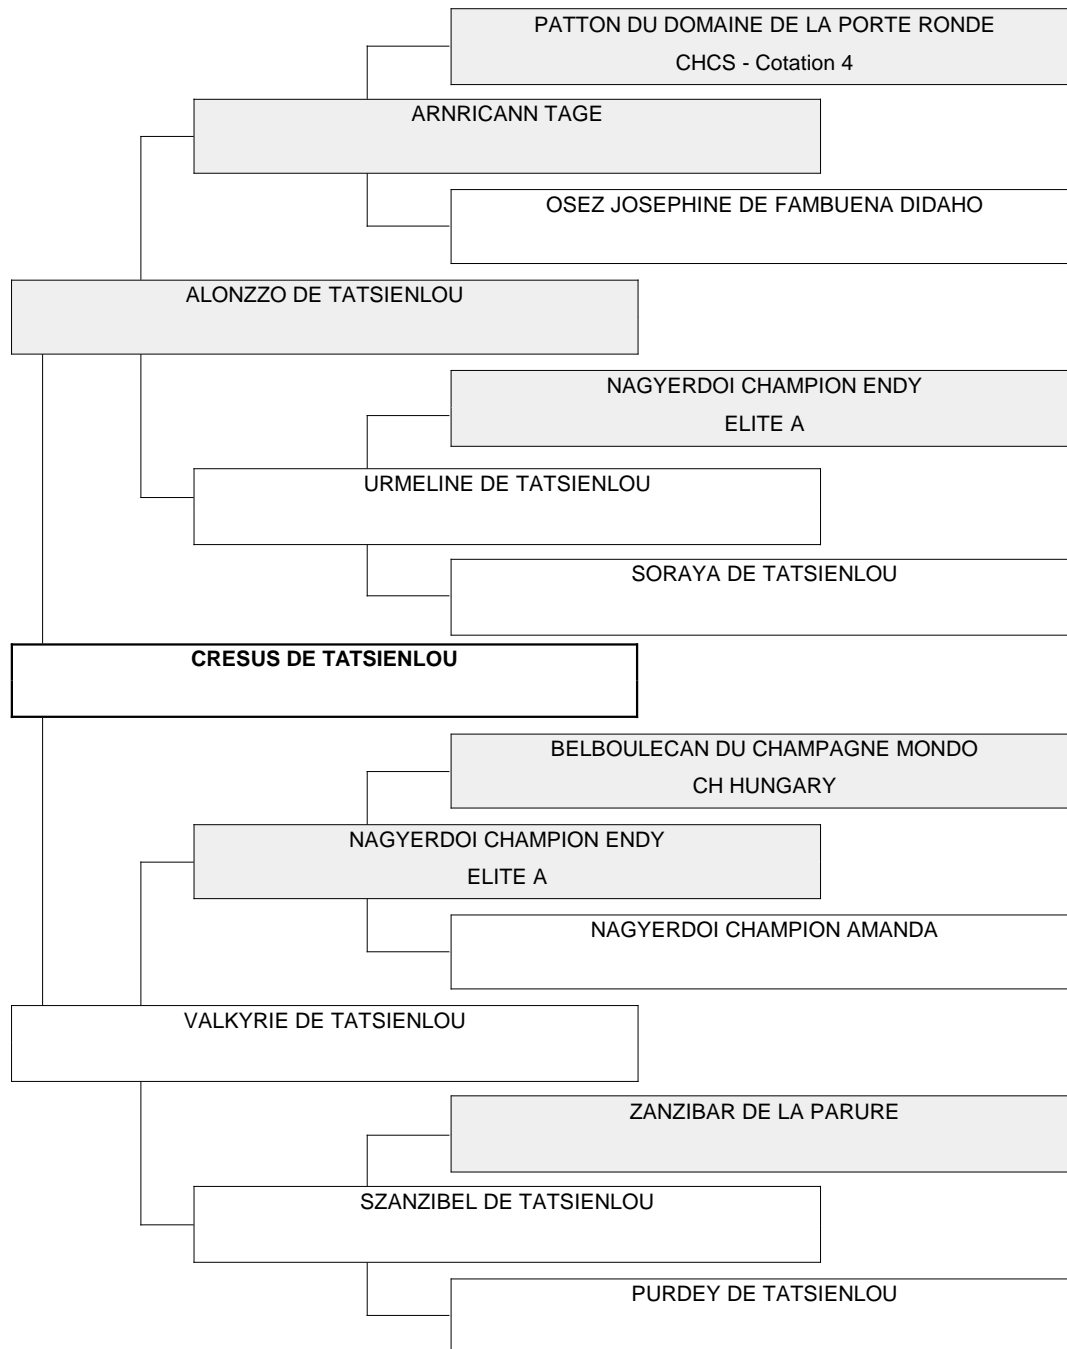 PATTON DU DOMAINE DE LA PORTE RONDE
CHCS - Cotation 4
ARNRICANN TAGE
OSEZ JOSEPHINE DE FAMBUENA DIDAHO
ALONZZO DE TATSIENLOU
NAGYERDOI CHAMPION ENDY
ELITE A
URMELINE DE TATSIENLOU
SORAYA DE TATSIENLOU
CRESUS DE TATSIENLOU
BELBOULECAN DU CHAMPAGNE MONDO
CH HUNGARY
NAGYERDOI CHAMPION ENDY
ELITE A
NAGYERDOI CHAMPION AMANDA
VALKYRIE DE TATSIENLOU
ZANZIBAR DE LA PARURE
SZANZIBEL DE TATSIENLOU
PURDEY DE TATSIENLOU